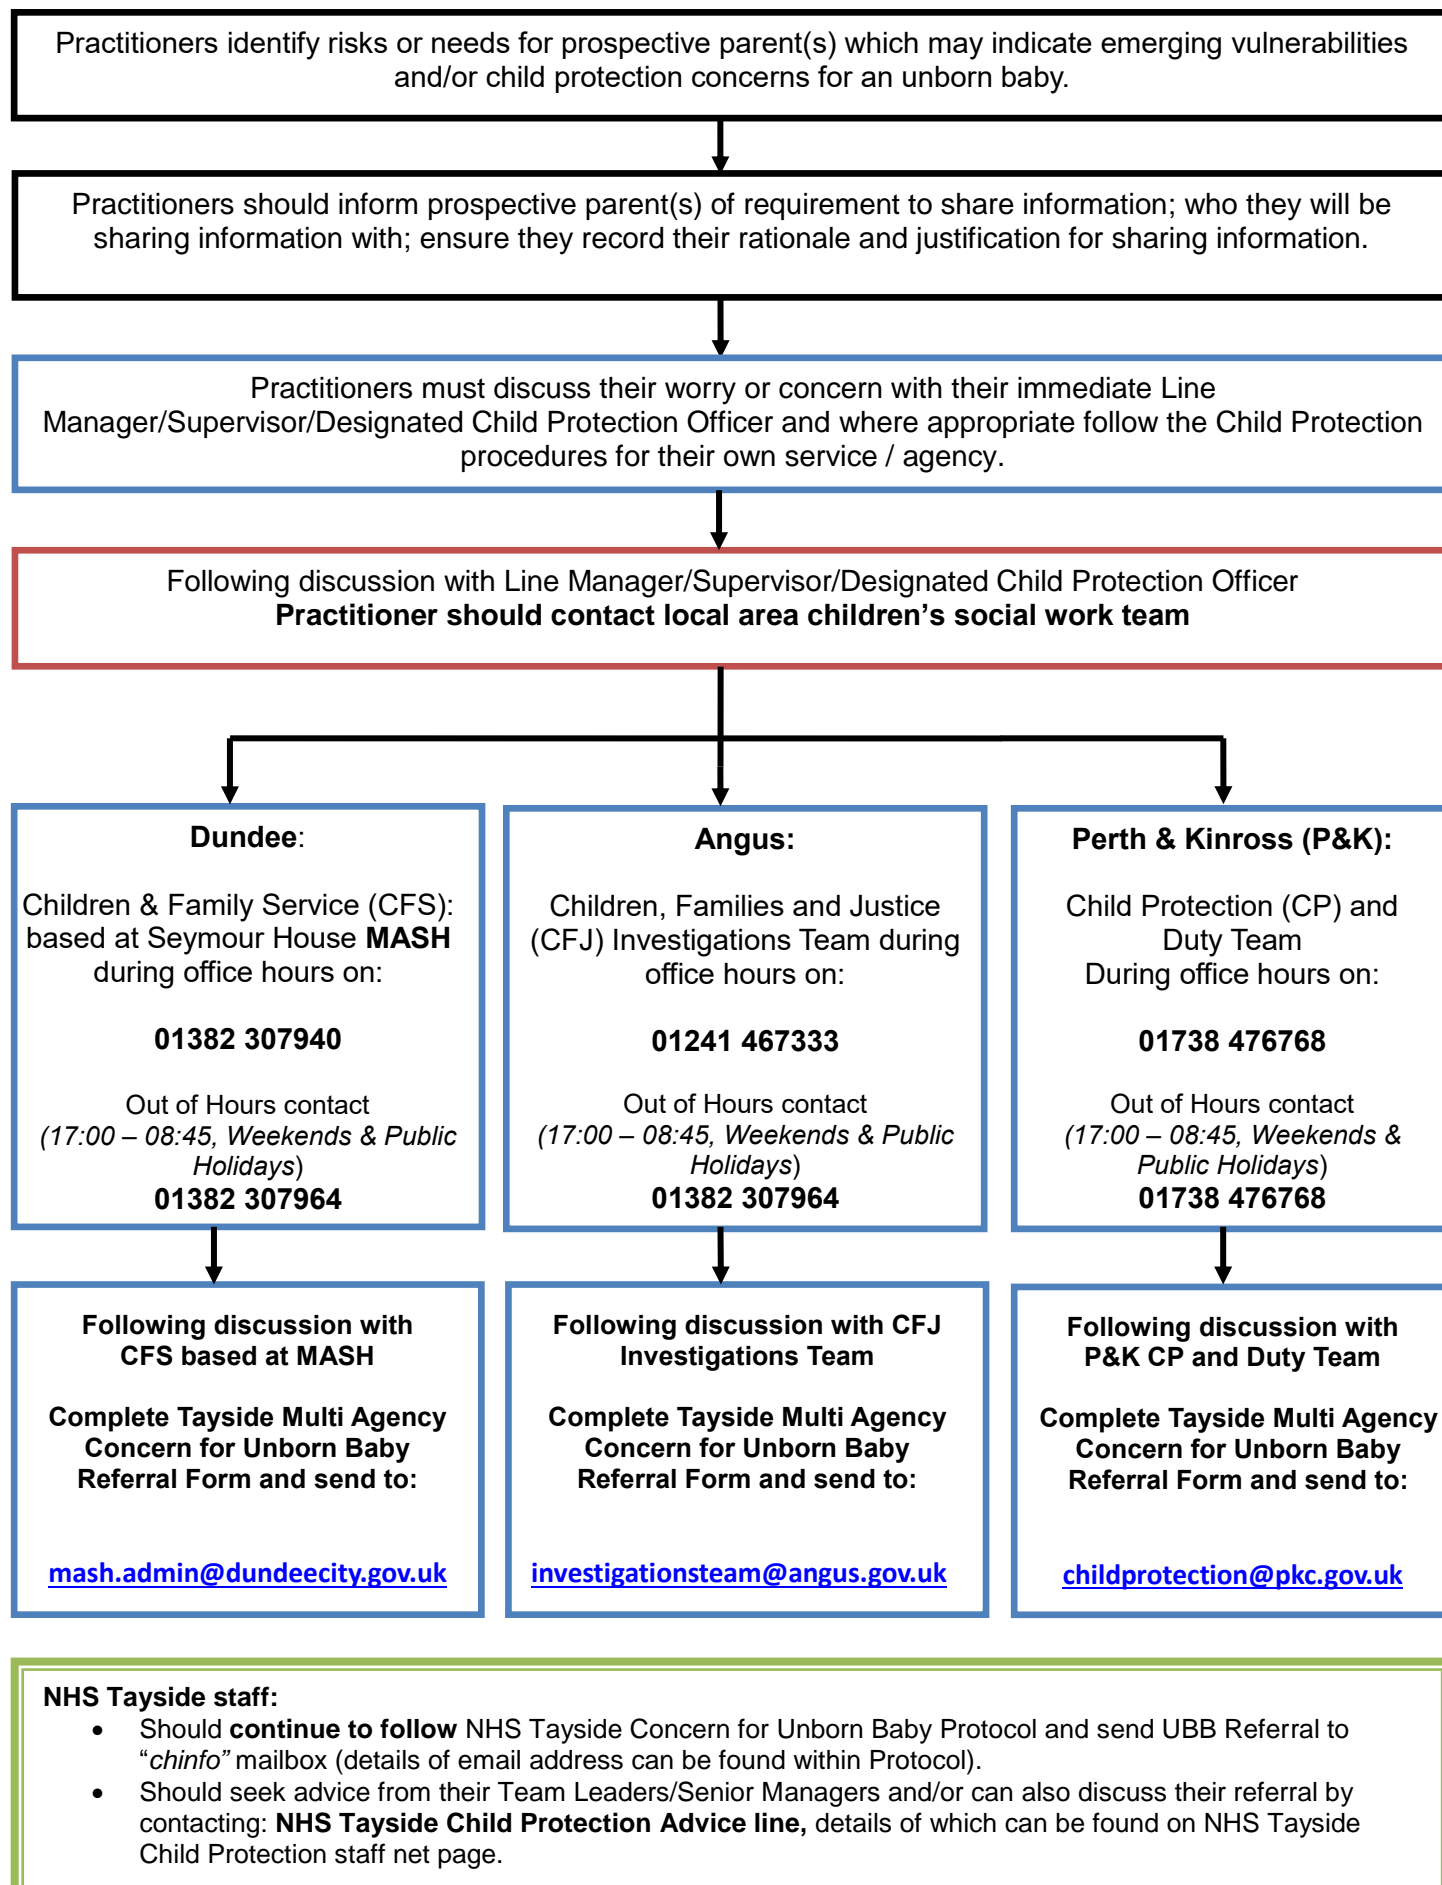 Practitioners identify risks or needs for prospective parent(s) which may indicate emerging vulnerabilities
and/or child protection concerns for an unborn baby.
Practitioners should inform prospective parent(s) of requirement to share information; who they will be
sharing information with; ensure they record their rationale and justification for sharing information.
Practitioners must discuss their worry or concern with their immediate Line
Manager/Supervisor/Designated Child Protection Officer and where appropriate follow the Child Protection
procedures for their own service / agency.
Following discussion with Line Manager/Supervisor/Designated Child Protection Officer
Practitioner should contact local area children’s social work team
Dundee:
Children & Family Service (CFS):
based at Seymour House MASH
during office hours on:
01382 307940
Out of Hours contact
(17:00 – 08:45, Weekends & Public
Holidays)
01382 307964
Angus:
Children, Families and Justice
(CFJ) Investigations Team during
office hours on:
01241 467333
Out of Hours contact
(17:00 – 08:45, Weekends & Public
Holidays)
01382 307964
Perth & Kinross (P&K):
Child Protection (CP) and
Duty Team
During office hours on:
01738 476768
Out of Hours contact
(17:00 – 08:45, Weekends &
Public Holidays)
01738 476768
Following discussion with
CFS based at MASH
Complete Tayside Multi Agency
Concern for Unborn Baby
Referral Form and send to:
mash.admin@dundeecity.gov.uk
Following discussion with CFJ
Investigations Team
Complete Tayside Multi Agency
Concern for Unborn Baby
Referral Form and send to:
investigationsteam@angus.gov.uk
Following discussion with
P&K CP and Duty Team
Complete Tayside Multi Agency
Concern for Unborn Baby
Referral Form and send to:
childprotection@pkc.gov.uk
NHS Tayside staff:
• Should continue to follow NHS Tayside Concern for Unborn Baby Protocol and send UBB Referral to
“chinfo” mailbox (details of email address can be found within Protocol).
• Should seek advice from their Team Leaders/Senior Managers and/or can also discuss their referral by
contacting: NHS Tayside Child Protection Advice line, details of which can be found on NHS Tayside
Child Protection staff net page.